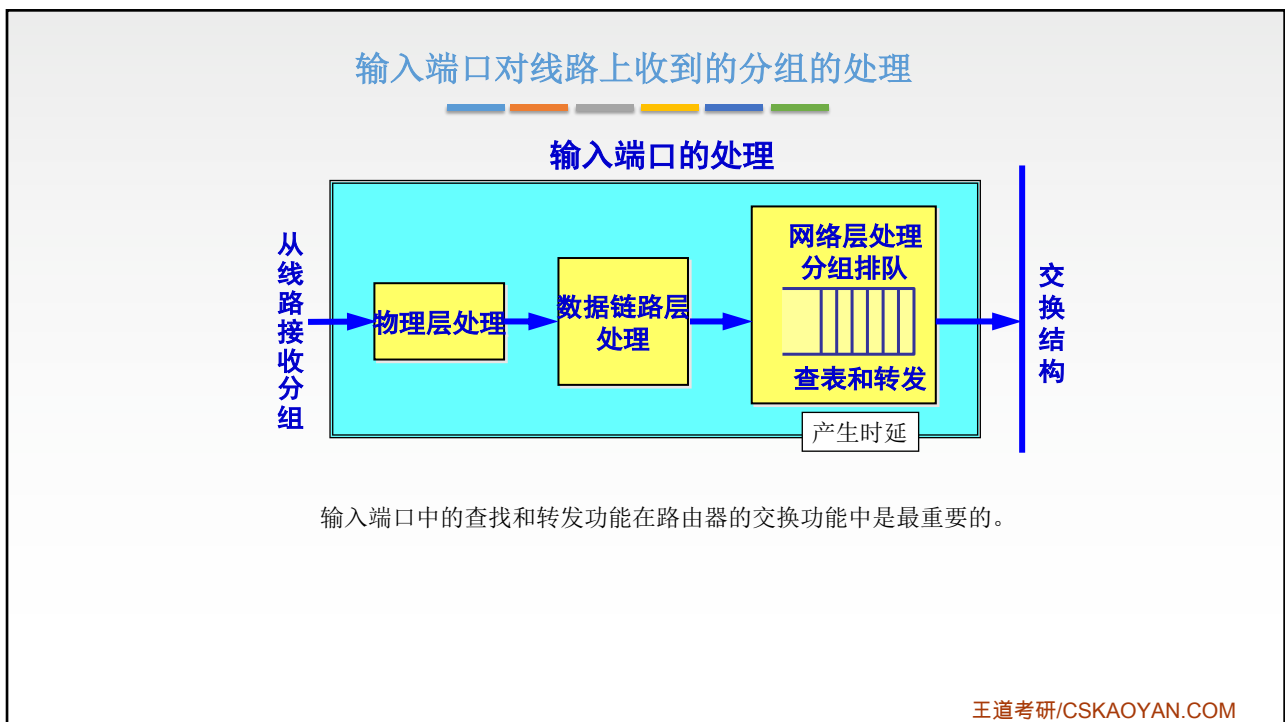 输入端口对线路上收到的分组的处理
输入端口的处理
从线路接收分组
物理层处理
数据链路层
处理
网络层处理
分组排队
查表和转发
产生时延
交换结构
输入端口中的查找和转发功能在路由器的交换功能中是最重要的。
王道考研/CSKAOYAN.COM